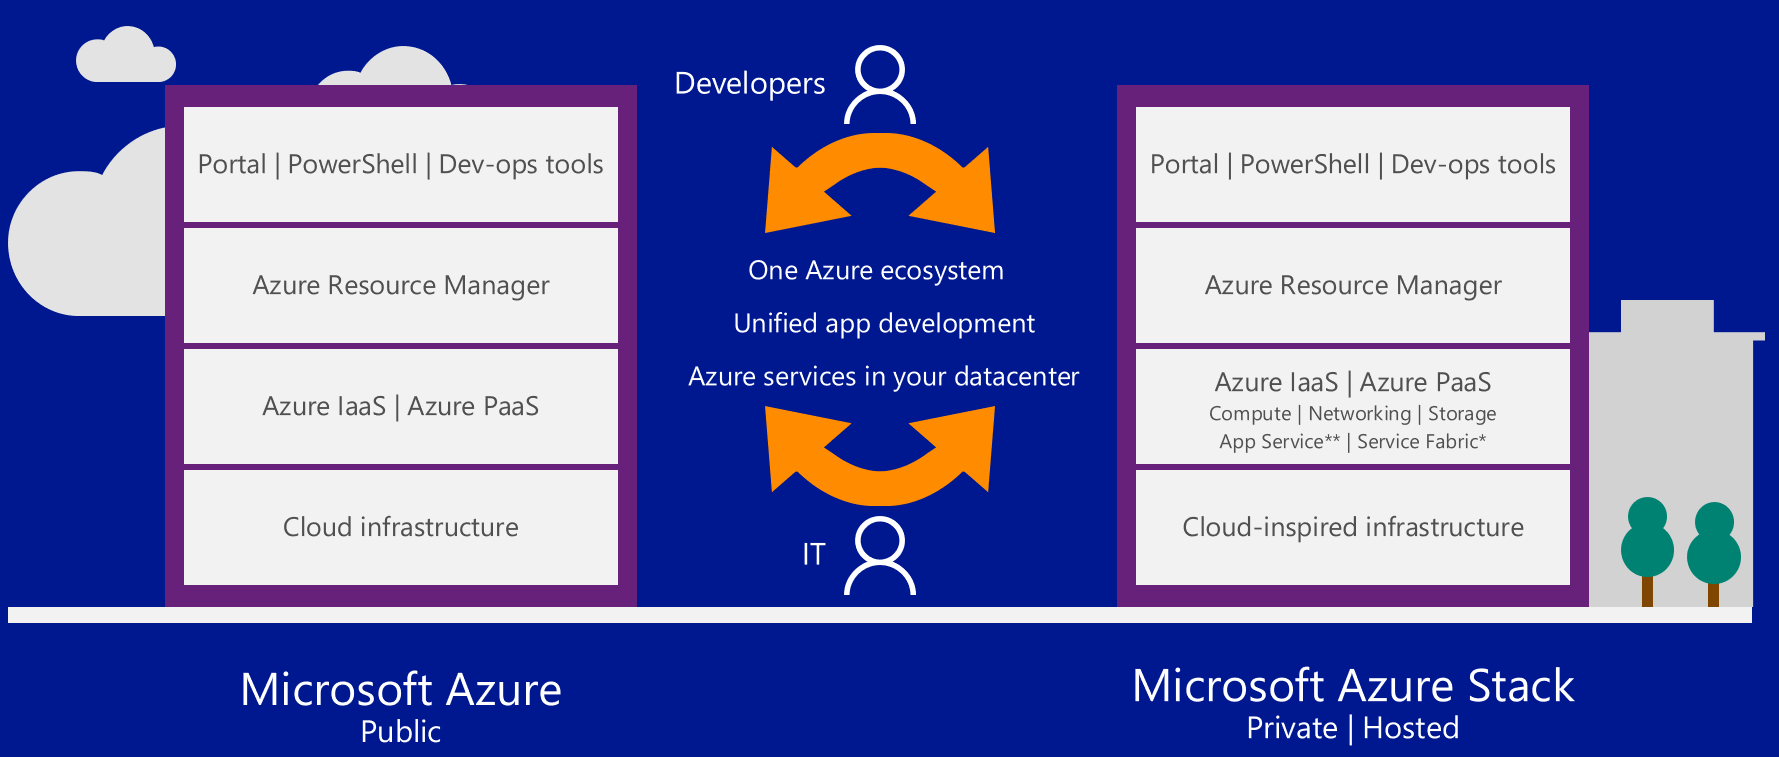 Developers
Portal | PowerShell | Dev-ops tools
Azure Resource Manager
Azure IaaS | Azure PaaS
Cloud infrastructure
One Azure ecosystem
Unified app development
Azure services in your datacenter
IT
Portal | PowerShell | Dev-ops tools
Azure Resource Manager
Azure IaaS | Azure PaaS
Compute | Networking | Storage
App Service** | Service Fabric*
Cloud-inspired infrastructure
Microsoft Azure
Public
Microsoft Azure Stack
Private | Hosted